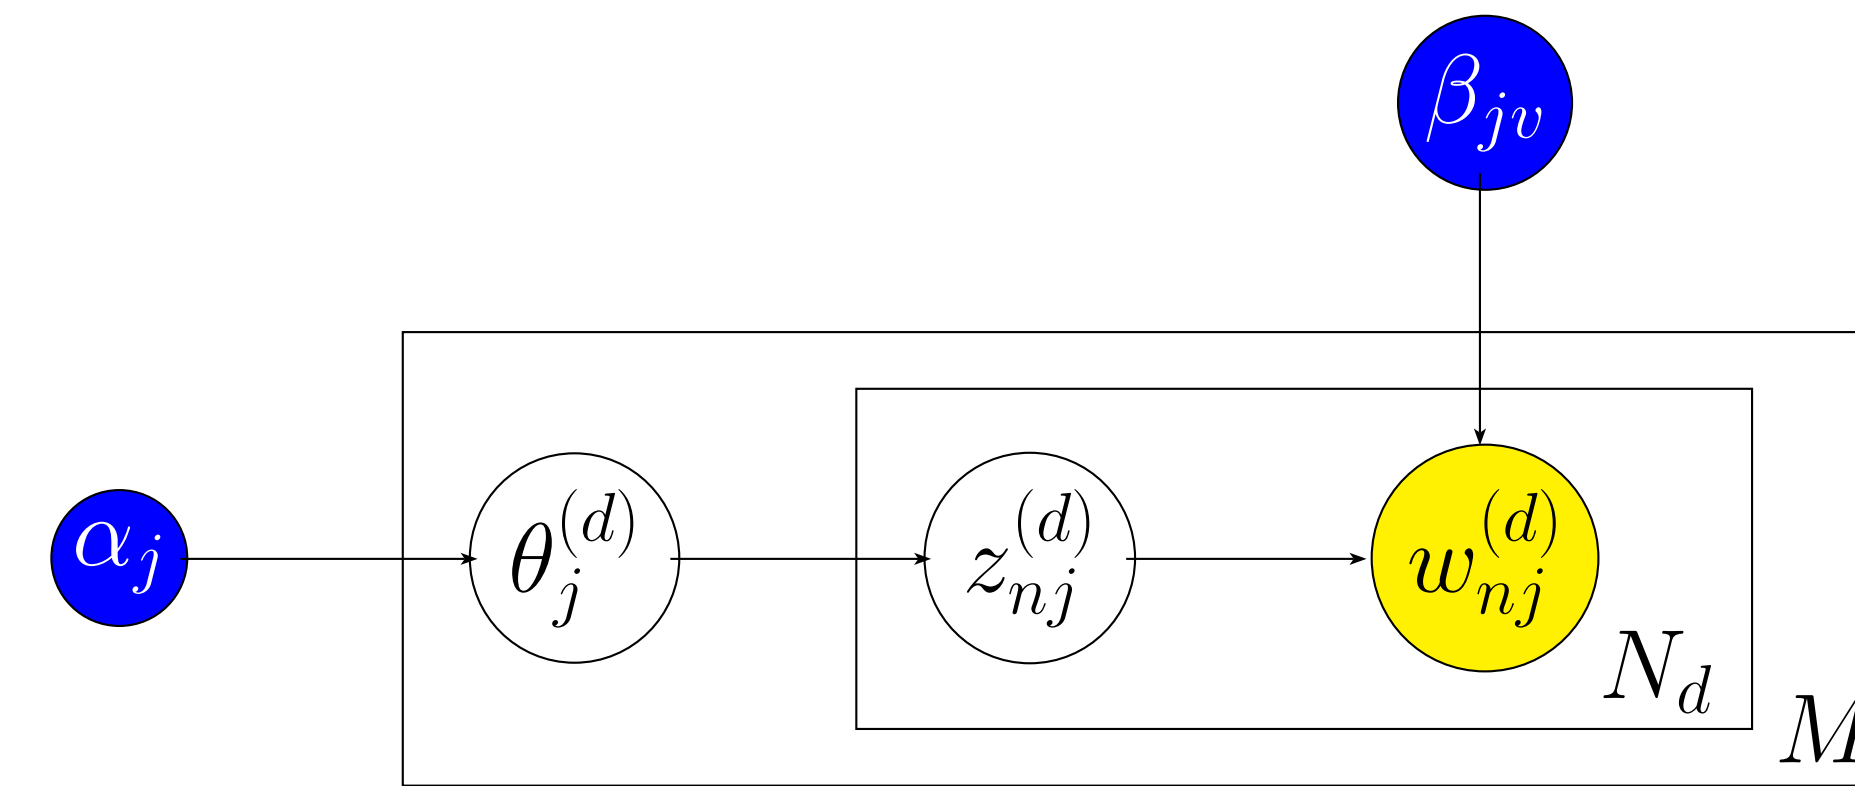 β_{jv}
α_j
θ_j^{(d)}
z_{nj}^{(d)}
w_{nj}^{(d)}
N_d
M